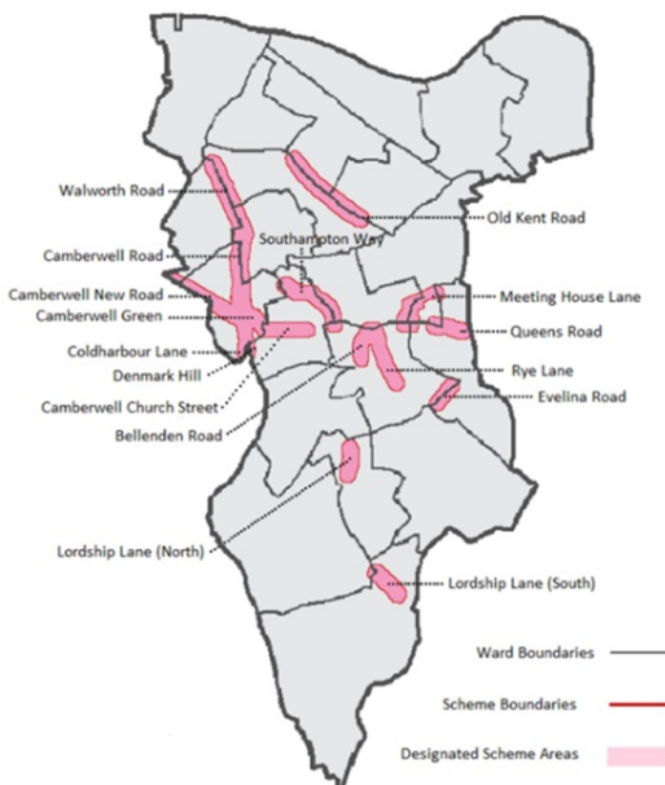 Walworth Road
Old Kent Road
Southampton Way
Camberwell Road
Camberwell New Road
Meeting House Lane
Camberwell Green
Queens Road
Coldharbour Lane
Denmark Hill
Rye Lane
Evelina Road
Camberwell Church Street
Bellenden Road
Lordship Lane (North)
Lordship Lane (South)
Ward Boundaries
Scheme Boundaries
Designated Scheme Areas